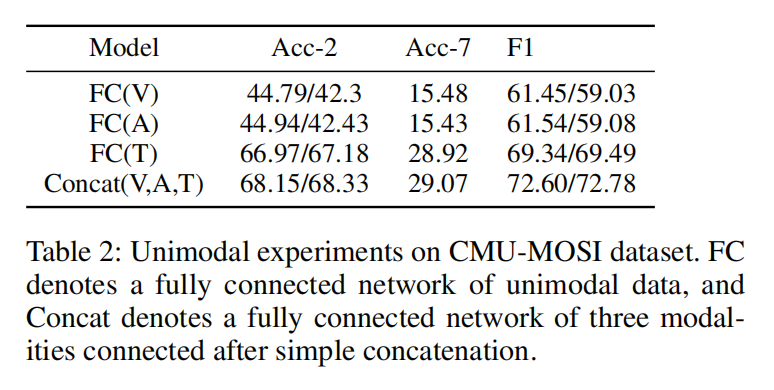 Model Acc-2 Acc-7 F1
FC(V) 44.79/42.3 15.48 61.45/59.03
FC(A) 44.94/42.43 15.43 61.54/59.08
FC(T) 66.97/67.18 28.92 69.34/69.49
Concat(V,A,T) 68.15/68.33 29.07 72.60/72.78
Table 2: Unimodal experiments on CMU-MOSI dataset. FC
denotes a fully connected network of unimodal data, and
Concat denotes a fully connected network of three modal-
ities connected after simple concatenation.